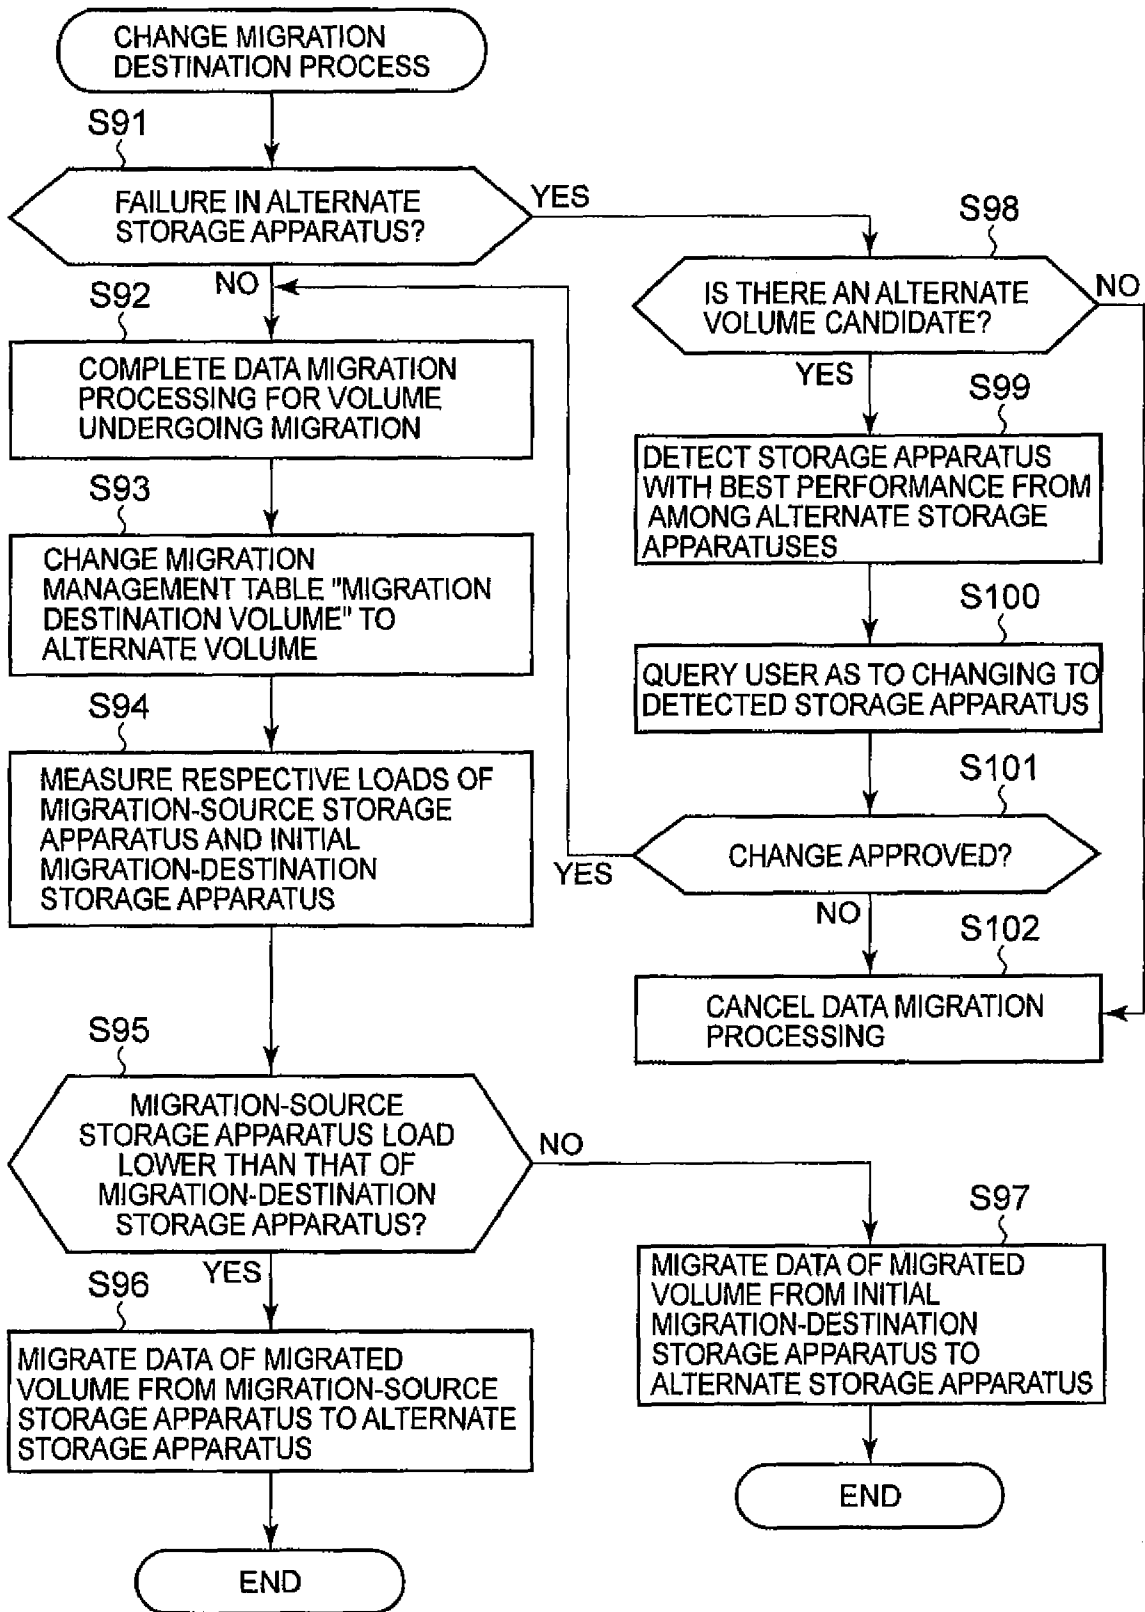 CHANGE MIGRATION
DESTINATION PROCESS
S91
FAILURE IN ALTERNATE
STORAGE APPARATUS?
YES
NO
S92
COMPLETE DATA MIGRATION
PROCESSING FOR VOLUME
UNDERGOING MIGRATION
S93
CHANGE MIGRATION
MANAGEMENT TABLE "MIGRATION
DESTINATION VOLUME" TO
ALTERNATE VOLUME
S94
MEASURE RESPECTIVE LOADS OF
MIGRATION-SOURCE STORAGE
APPARATUS AND INITIAL
MIGRATION-DESTINATION
STORAGE APPARATUS
S95
MIGRATION-SOURCE
STORAGE APPARATUS LOAD
LOWER THAN THAT OF
MIGRATION-DESTINATION
STORAGE APPARATUS?
NO
YES
S96
MIGRATE DATA OF MIGRATED
VOLUME FROM MIGRATION-SOURCE
STORAGE APPARATUS TO ALTERNATE
STORAGE APPARATUS
END
S98
IS THERE AN ALTERNATE
VOLUME CANDIDATE?
NO
YES
S99
DETECT STORAGE APPARATUS
WITH BEST PERFORMANCE FROM
AMONG ALTERNATE STORAGE
APPARATUSES
S100
QUERY USER AS TO CHANGING TO
DETECTED STORAGE APPARATUS
S101
CHANGE APPROVED?
YES
NO
S102
CANCEL DATA MIGRATION
PROCESSING
S97
MIGRATE DATA OF MIGRATED
VOLUME FROM INITIAL
MIGRATION-DESTINATION
STORAGE APPARATUS TO
ALTERNATE STORAGE APPARATUS
END